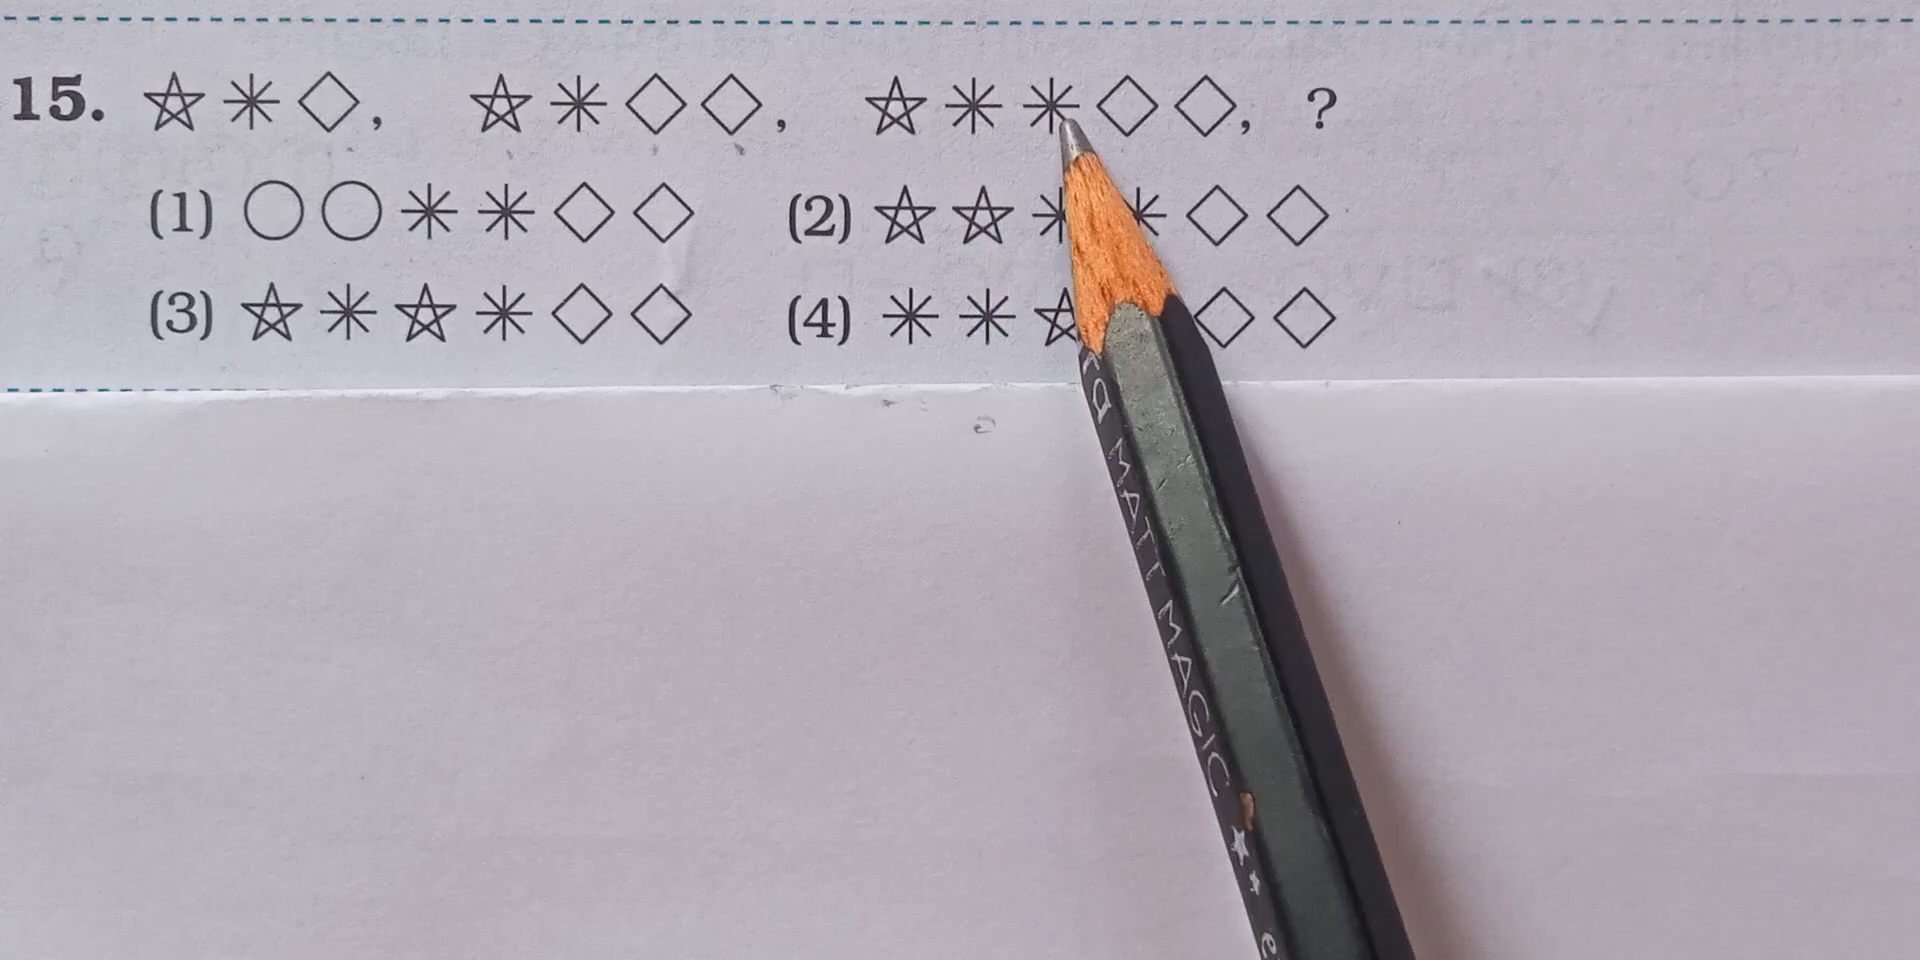 15. ☆ ✳ ◇, ☆ ✳ ◇ ◇, ☆ ✳ ✳ ◇ ◇, ?
(1) ○ ○ ✳ ✳ ◇ ◇ (2) ☆ ☆ ✳ ✳ ◇ ◇
(3) ☆ ✳ ☆ ✳ ◇ ◇ (4) ✳ ✳ ☆ ◇ ◇
MATT MAGIC